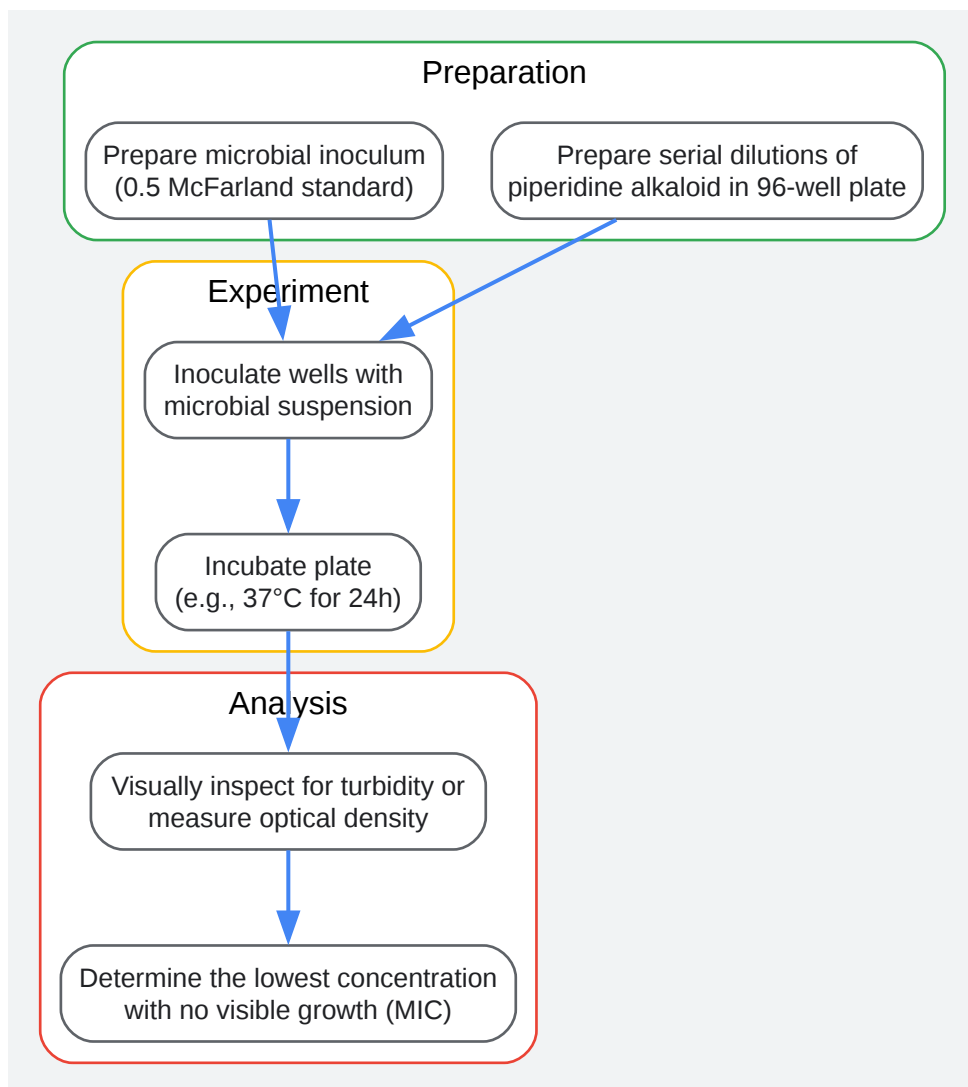 Preparation
Prepare microbial inoculum
(0.5 McFarland standard)
Prepare serial dilutions of
piperidine alkaloid in 96-well plate
Experiment
Inoculate wells with
microbial suspension
Incubate plate
(e.g., 37°C for 24h)
Analysis
Visually inspect for turbidity or
measure optical density
Determine the lowest concentration
with no visible growth (MIC)